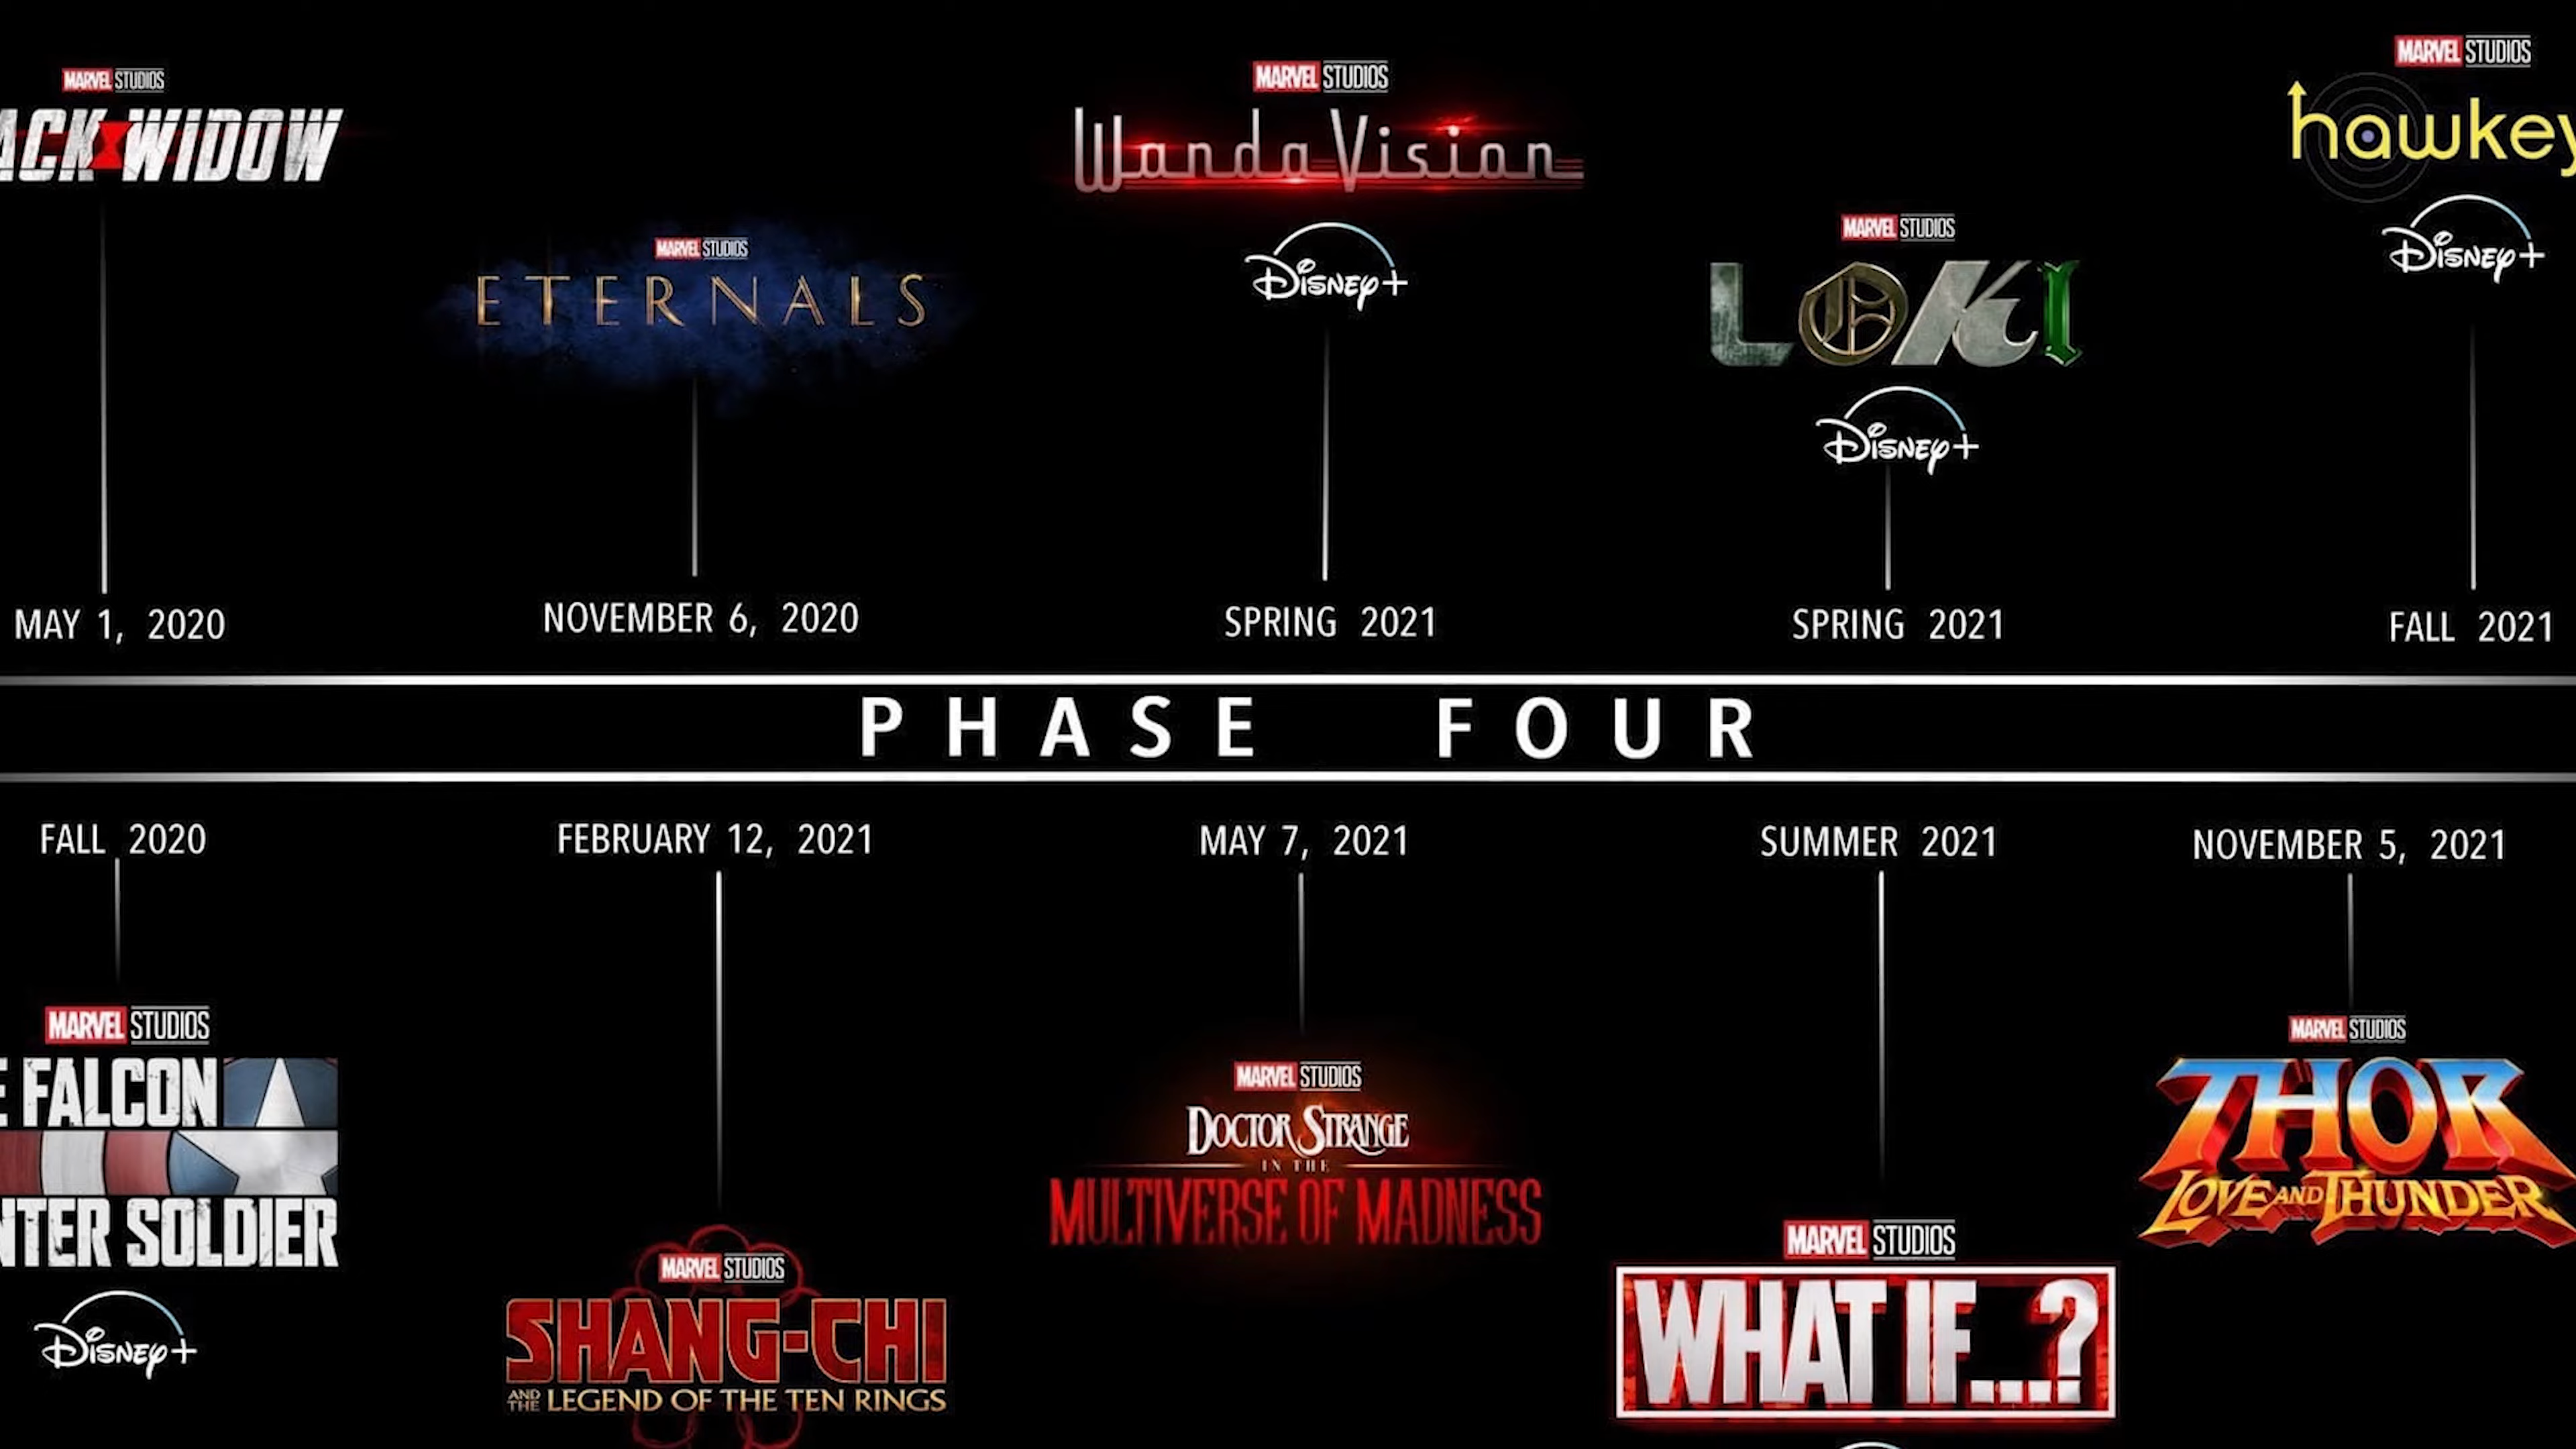 MARVEL STUDIOS
ACK WIDOW
MAY 1, 2020
MARVEL STUDIOS
ETERNALS
NOVEMBER 6, 2020
MARVEL STUDIOS
WandaVision
Disney+
SPRING 2021
MARVEL STUDIOS
LOKI
Disney+
SPRING 2021
MARVEL STUDIOS
hawkey
Disney+
FALL 2021
PHASE FOUR
FALL 2020
MARVEL STUDIOS
E FALCON
NTER SOLDIER
Disney+
FEBRUARY 12, 2021
MARVEL STUDIOS
SHANG-CHI
AND THE LEGEND OF THE TEN RINGS
MAY 7, 2021
MARVEL STUDIOS
DOCTOR STRANGE
IN THE
MULTIVERSE OF MADNESS
SUMMER 2021
MARVEL STUDIOS
WHAT IF...?
NOVEMBER 5, 2021
MARVEL STUDIOS
THOR
LOVE AND THUNDER